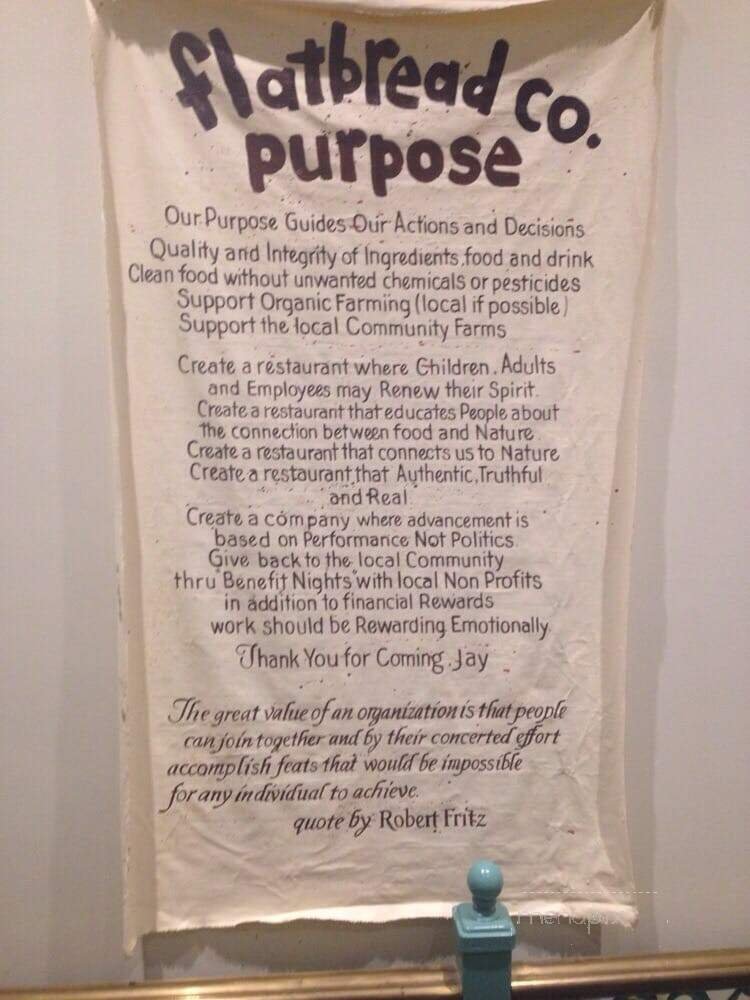 flatbread co.
purpose
Our Purpose Guides Our Actions and Decisions
Quality and Integrity of Ingredients, food and drink
Clean food without unwanted chemicals or pesticides
Support Organic Farming (local if possible)
Support the local Community Farms
Create a restaurant where Children, Adults
and Employees may Renew their Spirit.
Create a restaurant that educates People about
the connection between food and Nature
Create a restaurant that connects us to Nature
Create a restaurant that Authentic, Truthful
and Real
Create a company where advancement is
based on Performance Not Politics.
Give back to the local Community
thru "Benefit Nights" with local Non Profits
in addition to financial Rewards
work should be Rewarding Emotionally.
Thank You for Coming. Jay
The great value of an organization is that people
can join together and by their concerted effort
accomplish feats that would be impossible
for any individual to achieve.
quote by Robert Fritz